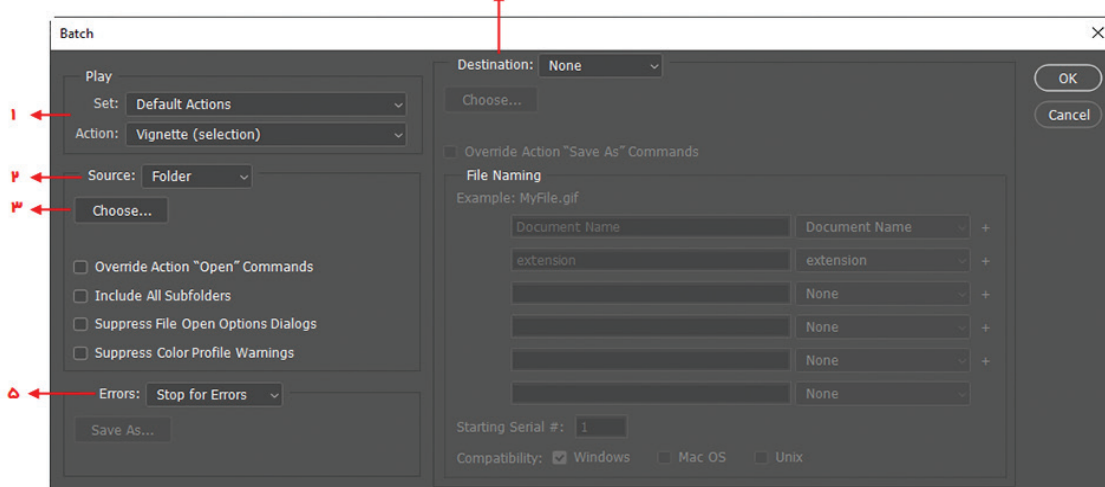 Batch
Play
Set: Default Actions
۱
Action: Vignette (selection)
۲
Source: Folder
۳
Choose...
Override Action "Open" Commands
Include All Subfolders
Suppress File Open Options Dialogs
Suppress Color Profile Warnings
۵
Errors: Stop for Errors
Save As...
Destination: None
Choose...
Override Action "Save As" Commands
File Naming
Example: MyFile.gif
Document Name Document Name +
extension extension +
None +
None +
None +
None
Starting Serial #: 1
Compatibility: Windows Mac OS Unix
OK
Cancel